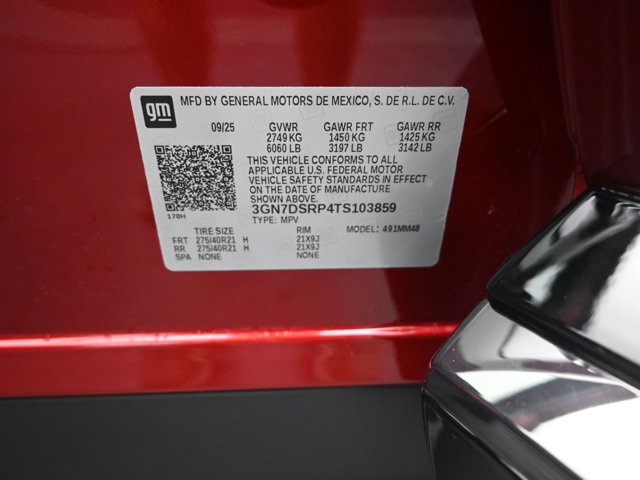 gm MFD BY GENERAL MOTORS DE MEXICO, S. DE R.L. DE C.V.
09/25 GVWR GAWR FRT GAWR RR
2749 KG 1450 KG 1425 KG
6060 LB 3197 LB 3142 LB
THIS VEHICLE CONFORMS TO ALL
APPLICABLE U.S. FEDERAL MOTOR
VEHICLE SAFETY STANDARDS IN EFFECT
ON THE DATE OF MANUFACTURE
SHOWN ABOVE.
170H 3GN7DSRP4TS103859
TYPE: MPV
TIRE SIZE RIM MODEL: 491MM48
FRT 275/40R21 H 21X9J
RR 275/40R21 H 21X9J
SPA NONE NONE